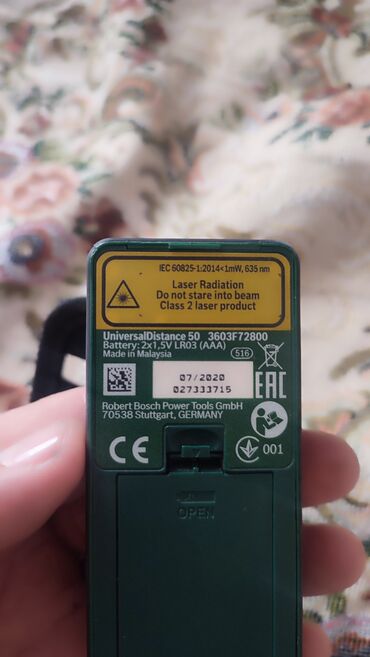 IEC 60825-1:2014<1mW, 635 nm
Laser Radiation
Do not stare into beam
Class 2 laser product
UniversalDistance 50 3603F72800
Battery: 2x1,5V LR03 (AAA)
Made in Malaysia
516
07/2020
027333715
EAC
Robert Bosch Power Tools GmbH
70538 Stuttgart, GERMANY
CE
001
OPEN